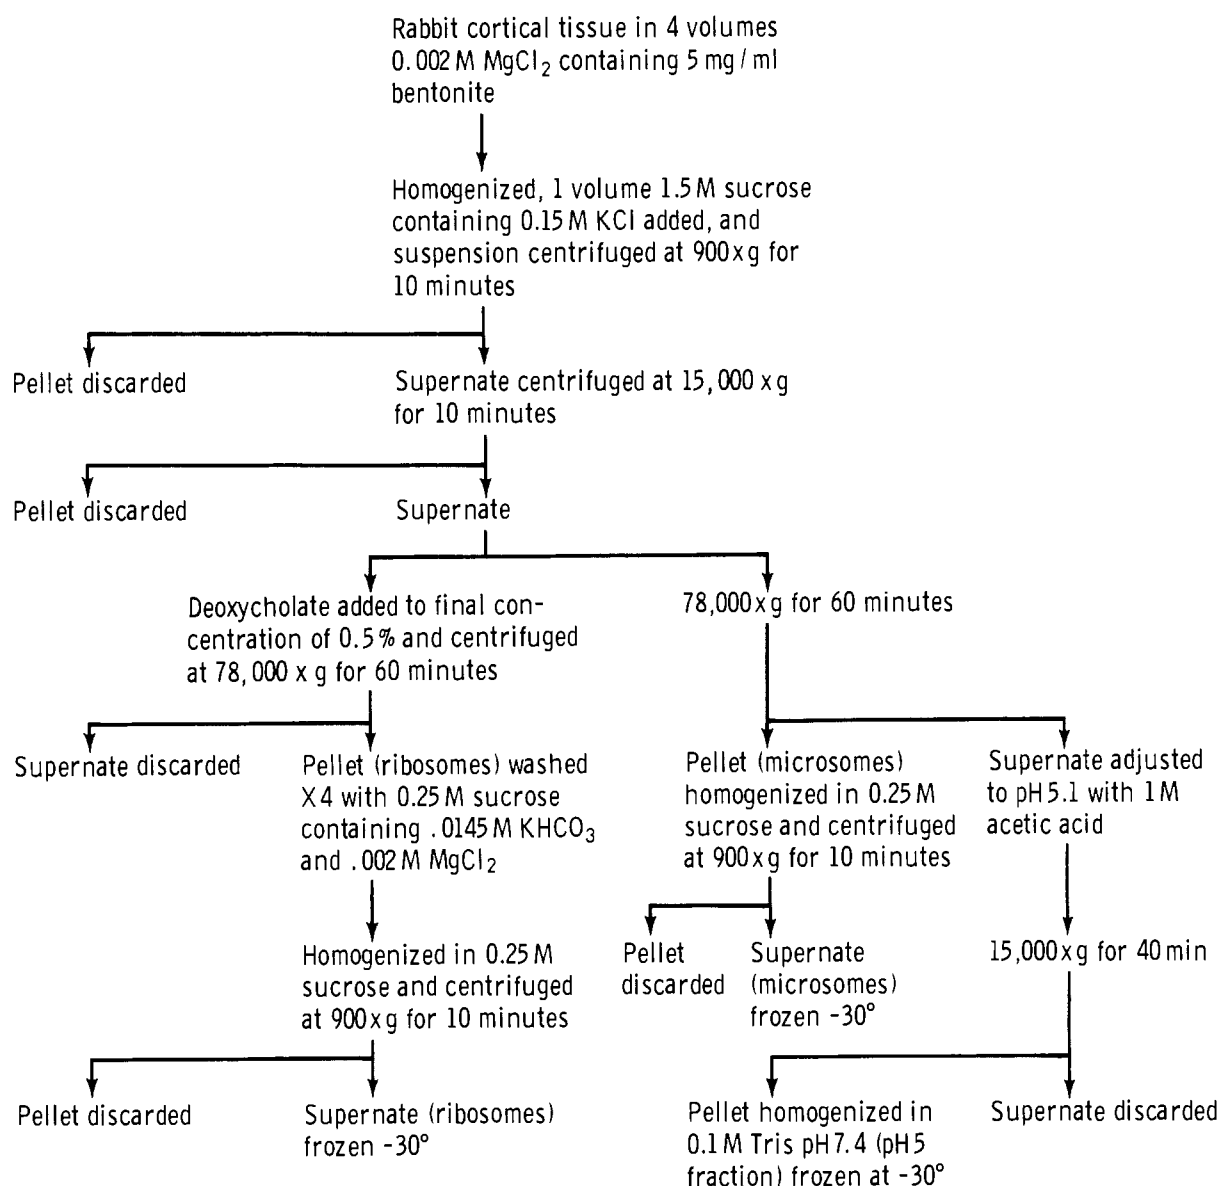 Rabbit cortical tissue in 4 volumes
0.002 M MgCl₂ containing 5 mg/ml
bentonite
Homogenized, 1 volume 1.5 M sucrose
containing 0.15 M KCl added, and
suspension centrifuged at 900xg for
10 minutes
Pellet discarded
Supernate centrifuged at 15,000 xg
for 10 minutes
Pellet discarded
Supernate
Deoxycholate added to final con-
centration of 0.5% and centrifuged
at 78,000 x g for 60 minutes
78,000xg for 60 minutes
Supernate discarded
Pellet (ribosomes) washed
X4 with 0.25 M sucrose
containing .0145 M KHCO₃
and .002 M MgCl₂
Pellet (microsomes)
homogenized in 0.25 M
sucrose and centrifuged
at 900xg for 10 minutes
Supernate adjusted
to pH 5.1 with 1M
acetic acid
Homogenized in 0.25 M
sucrose and centrifuged
at 900xg for 10 minutes
Pellet
discarded
Supernate
(microsomes)
frozen -30°
15,000xg for 40 min
Pellet discarded
Supernate (ribosomes)
frozen -30°
Pellet homogenized in
0.1 M Tris pH 7.4 (pH 5
fraction) frozen at -30°
Supernate discarded